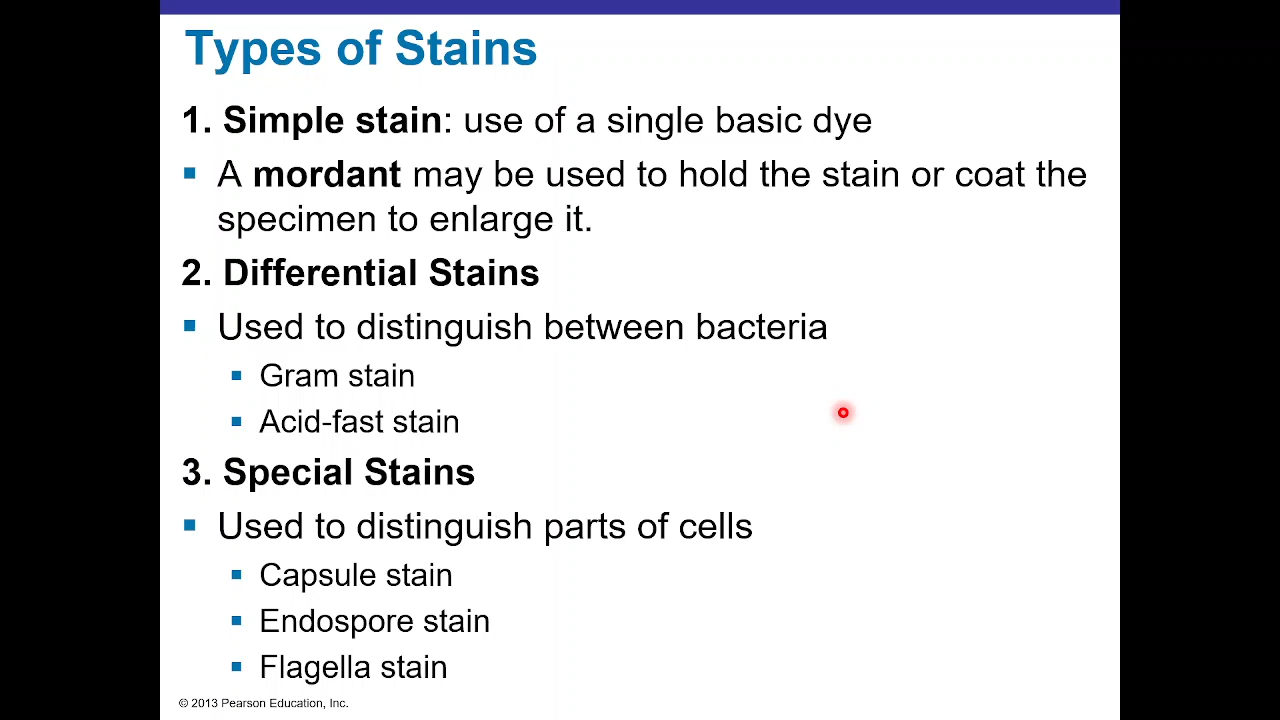 Types of Stains
1. Simple stain: use of a single basic dye
▪ A mordant may be used to hold the stain or coat the
specimen to enlarge it.
2. Differential Stains
▪ Used to distinguish between bacteria
▪ Gram stain
▪ Acid-fast stain
3. Special Stains
▪ Used to distinguish parts of cells
▪ Capsule stain
▪ Endospore stain
▪ Flagella stain
© 2013 Pearson Education, Inc.